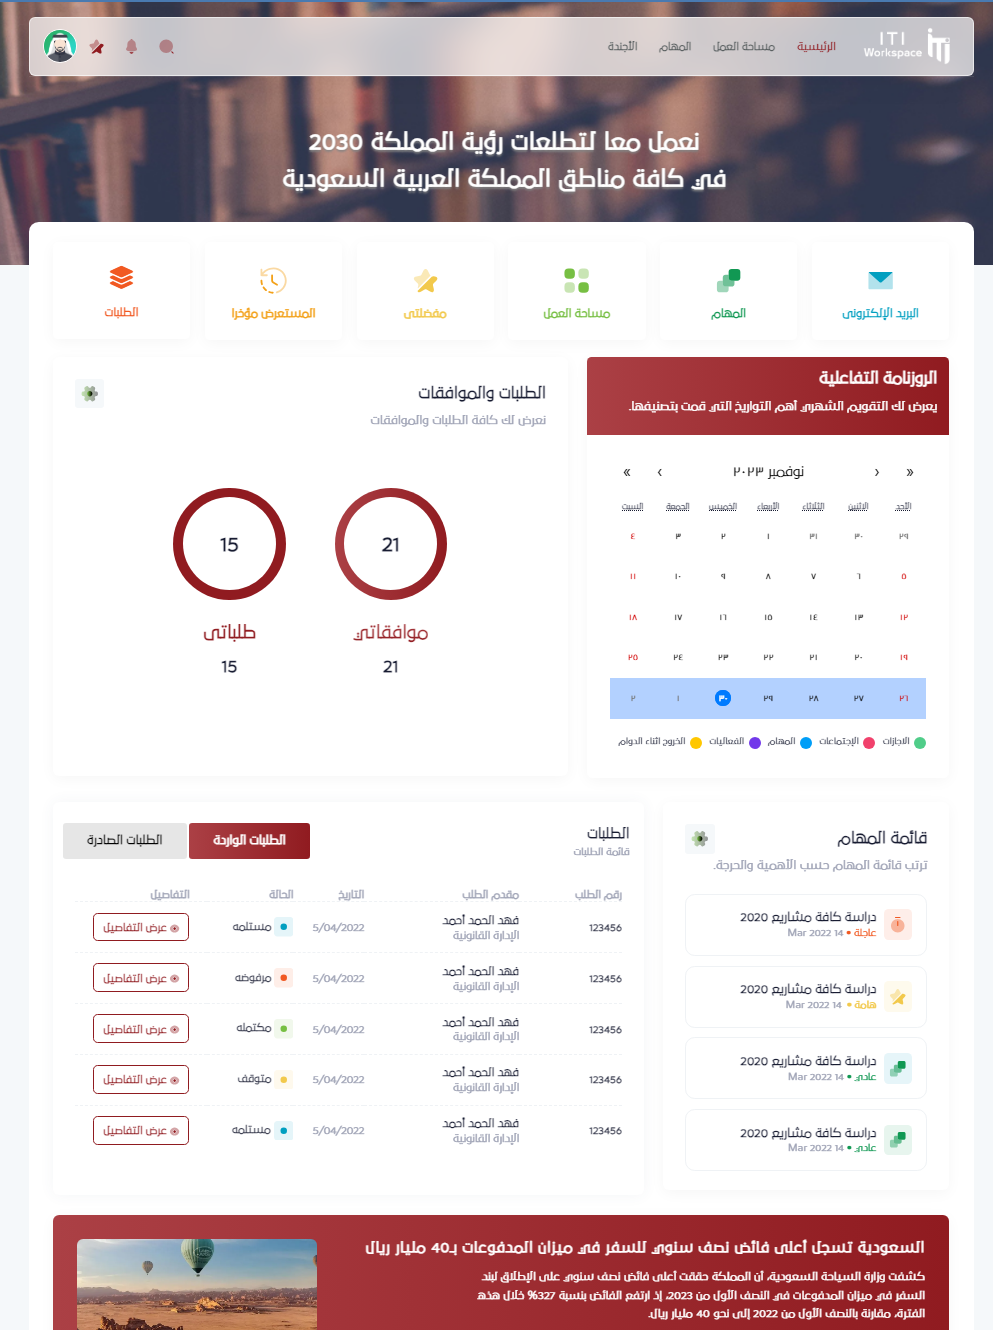 ITI
Workspace
الرئيسية
مساحة العمل
المهام
الأجندة
نعمل معا لتطلعات رؤية المملكة 2030
في كافة مناطق المملكة العربية السعودية
البريد الإلكتروني
المهام
مساحة العمل
مفضلتي
المستعرض مؤخرا
الطلبات
الروزنامة التفاعلية
يعرض لك التقويم الشهري أهم التواريخ التي قمت بتصنيفها.
« ‹ نوفمبر ٢٠٢٣ › »
الأحد الاثنين الثلاثاء الأربعاء الخميس الجمعة السبت
٢٩ ٣٠ ٣١ ١ ٢ ٣ ٤
٥ ٦ ٧ ٨ ٩ ١٠ ١١
١٢ ١٣ ١٤ ١٥ ١٦ ١٧ ١٨
١٩ ٢٠ ٢١ ٢٢ ٢٣ ٢٤ ٢٥
٢٦ ٢٧ ٢٨ ٢٩ ٣٠ ١ ٢
الاجازات الإجتماعات المهام الفعاليات الخروج اثناء الدوام
الطلبات والموافقات
نعرض لك كافة الطلبات والموافقات
21
موافقاتي
21
15
طلباتي
15
قائمة المهام
ترتب قائمة المهام حسب الأهمية والحرجة.
دراسة كافة مشاريع 2020
عاجلة • 14 Mar 2022
دراسة كافة مشاريع 2020
هامة • 14 Mar 2022
دراسة كافة مشاريع 2020
عادي • 14 Mar 2022
دراسة كافة مشاريع 2020
عادي • 14 Mar 2022
الطلبات
قائمة الطلبات
الطلبات الواردة
الطلبات الصادرة
رقم الطلب مقدم الطلب التاريخ الحالة التفاصيل
123456 فهد الحمد أحمد 5/04/2022 مستلمه عرض التفاصيل
الإدارة القانونية
123456 فهد الحمد أحمد 5/04/2022 مرفوضه عرض التفاصيل
الإدارة القانونية
123456 فهد الحمد أحمد 5/04/2022 مكتمله عرض التفاصيل
الإدارة القانونية
123456 فهد الحمد أحمد 5/04/2022 متوقف عرض التفاصيل
الإدارة القانونية
123456 فهد الحمد أحمد 5/04/2022 مستلمه عرض التفاصيل
الإدارة القانونية
السعودية تسجل أعلى فائض نصف سنوي للسفر في ميزان المدفوعات بـ40 مليار ريال
كشفت وزارة السياحة السعودية، أن المملكة حققت أعلى فائض نصف سنوي على الإطلاق لبند
السفر في ميزان المدفوعات في النصف الأول من 2023، إذ ارتفع الفائض بنسبة 327% خلال هذه
الفترة، مقارنة بالنصف الأول من 2022 إلى نحو 40 مليار ريال.